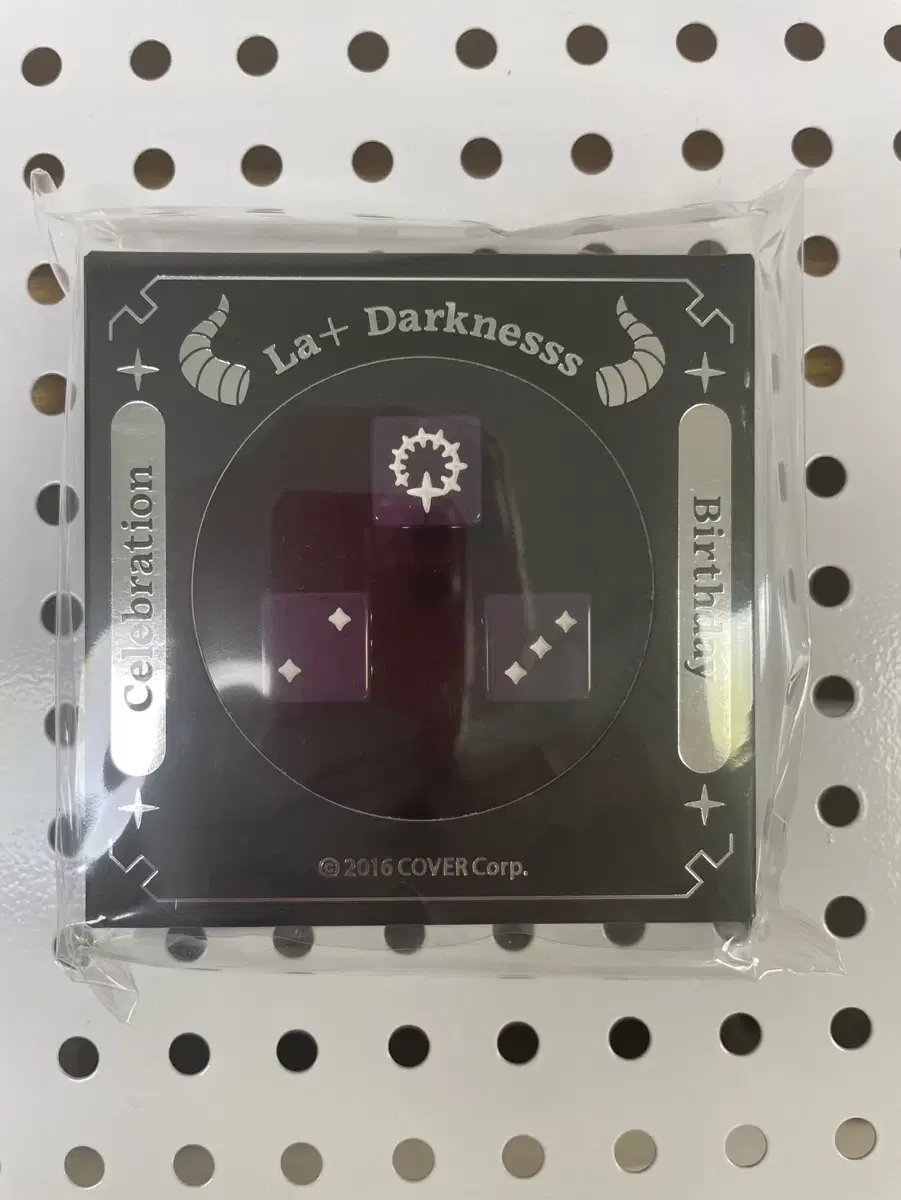 La+ Darknesss
Celebration
Birthday
© 2016 COVER Corp.